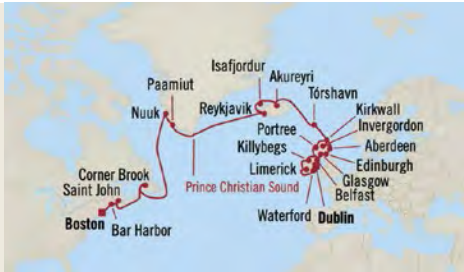 Isafjordur
Akureyri
Paamiut
Tórshavn
Nuuk
Reykjavik
Kirkwall
Invergordon
Portree
Killybegs
Aberdeen
Corner Brook
Limerick
Edinburgh
Saint John
Prince Christian Sound
Glasgow
Belfast
Boston
Bar Harbor
Waterford
Dublin